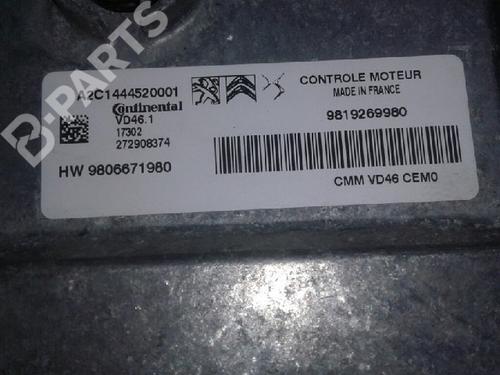 B-PARTS
A2C1444520001
Continental
VD46.1
17302
272908374
HW 9806671980
CONTROLE MOTEUR
MADE IN FRANCE
9819269980
CMM VD46 CEM0